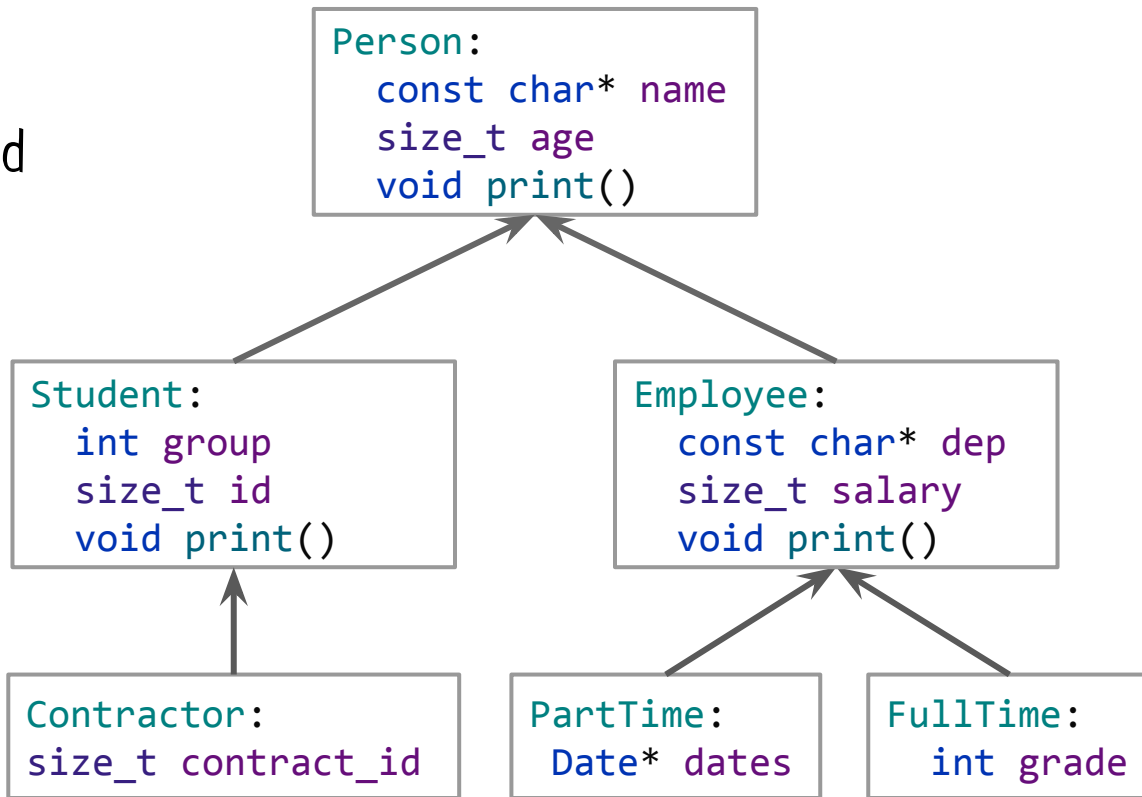 Person:
const char* name
size_t age
void print()
d
Student:
int group
size_t id
void print()
Employee:
const char* dep
size_t salary
void print()
Contractor:
size_t contract_id
PartTime:
Date* dates
FullTime:
int grade